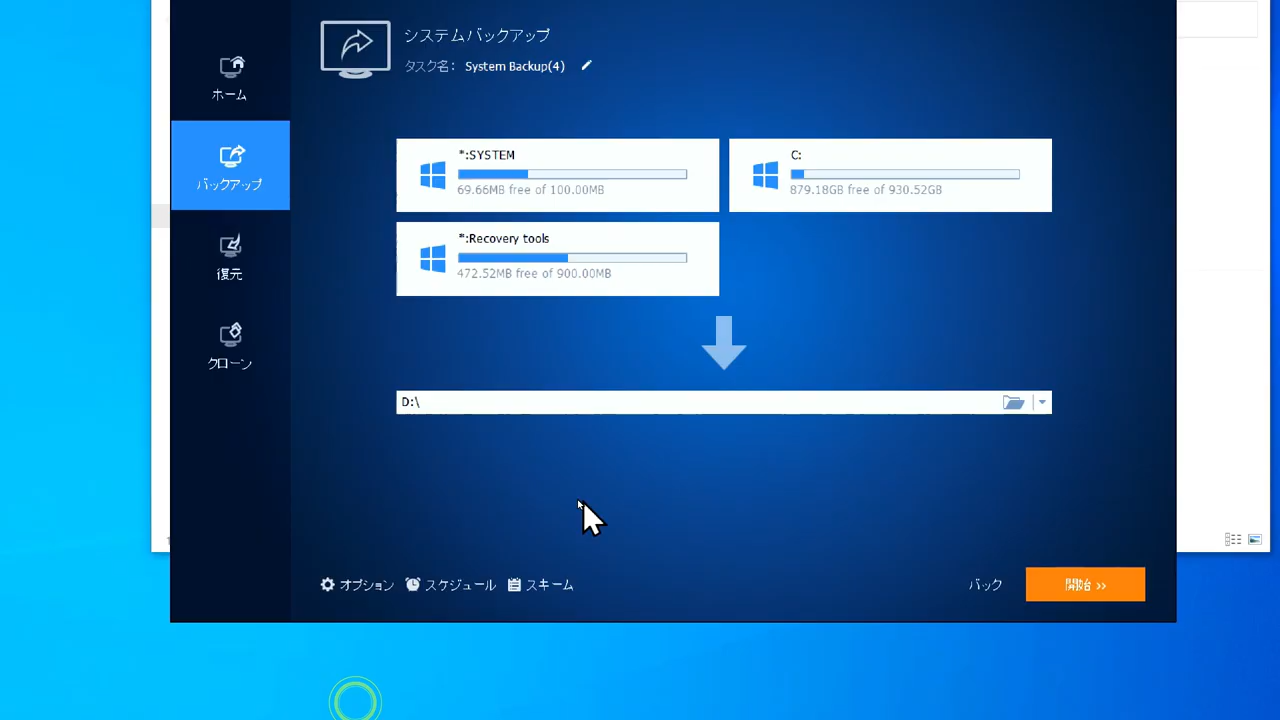 システムバックアップ
タスク名: System Backup(4)
ホーム
バックアップ
復元
クローン
*:SYSTEM
69.66MB free of 100.00MB
C:
879.18GB free of 930.52GB
*:Recovery tools
472.52MB free of 900.00MB
D:\
オプション スケジュール スキーム
バック 開始 >>